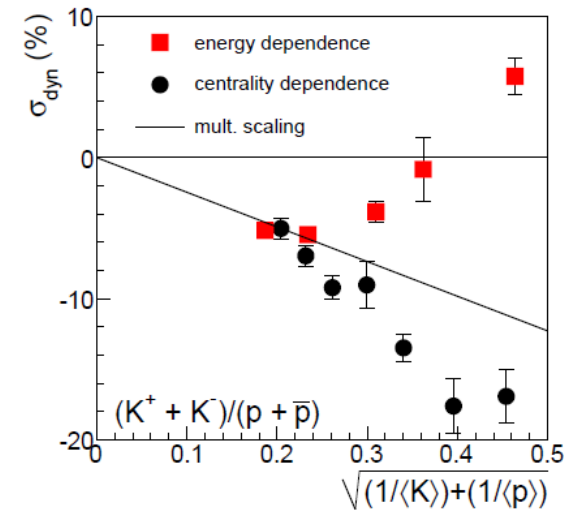 σdyn (%)
10
0
-10
-20
energy dependence
centrality dependence
mult. scaling
(K⁺ + K⁻)/(p + p̅)
0 0.1 0.2 0.3 0.4 0.5
√(1/⟨K⟩)+(1/⟨p⟩)